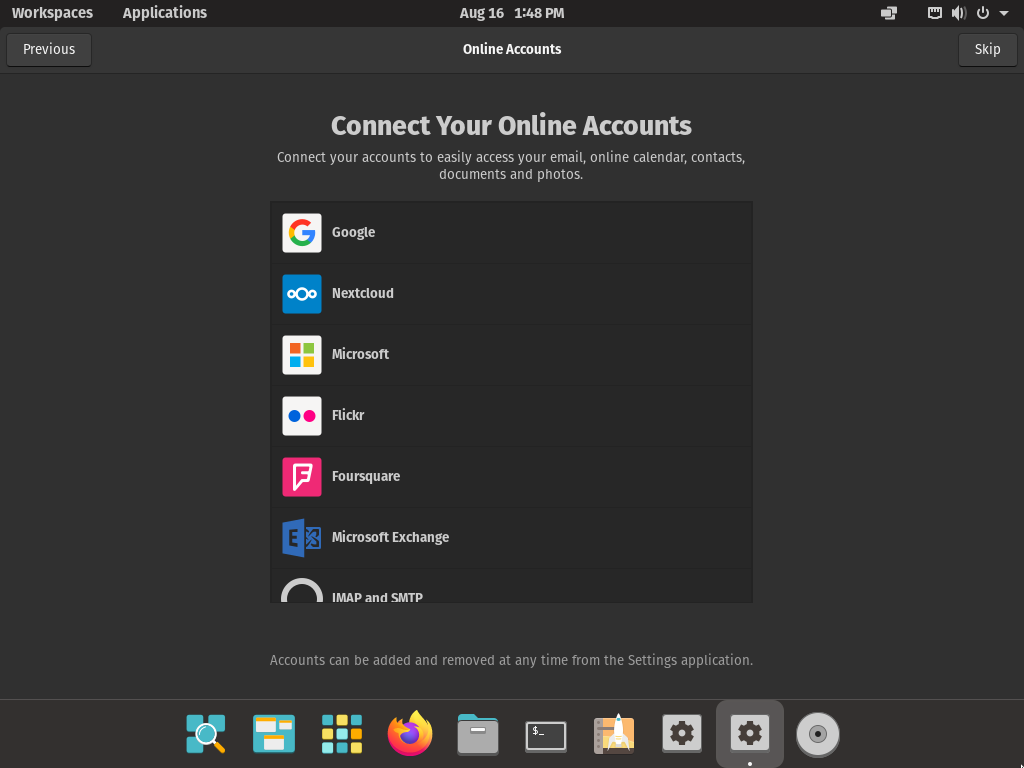 Workspaces Applications Aug 16 1:48 PM
Previous Online Accounts Skip
Connect Your Online Accounts
Connect your accounts to easily access your email, online calendar, contacts,
documents and photos.
Google
Nextcloud
Microsoft
Flickr
Foursquare
Microsoft Exchange
IMAP and SMTP
Accounts can be added and removed at any time from the Settings application.
$_